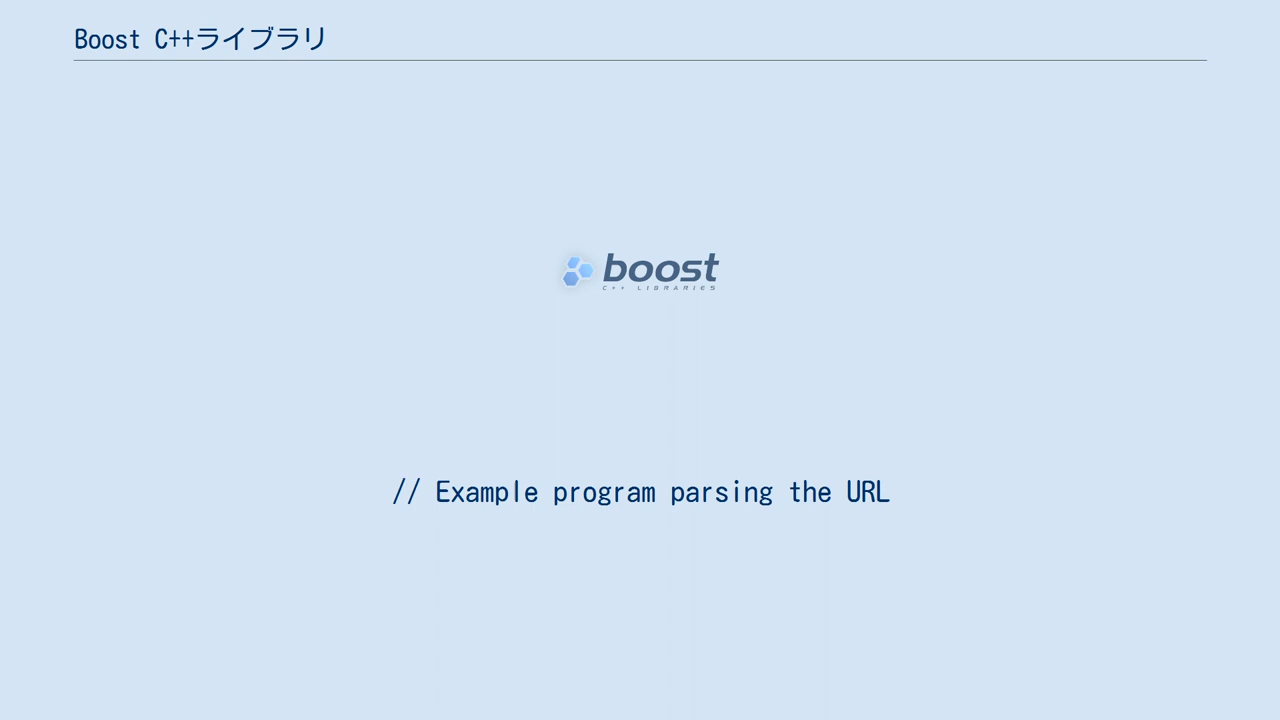 Boost C++ライブラリ
boost
C++ LIBRARIES
// Example program parsing the URL